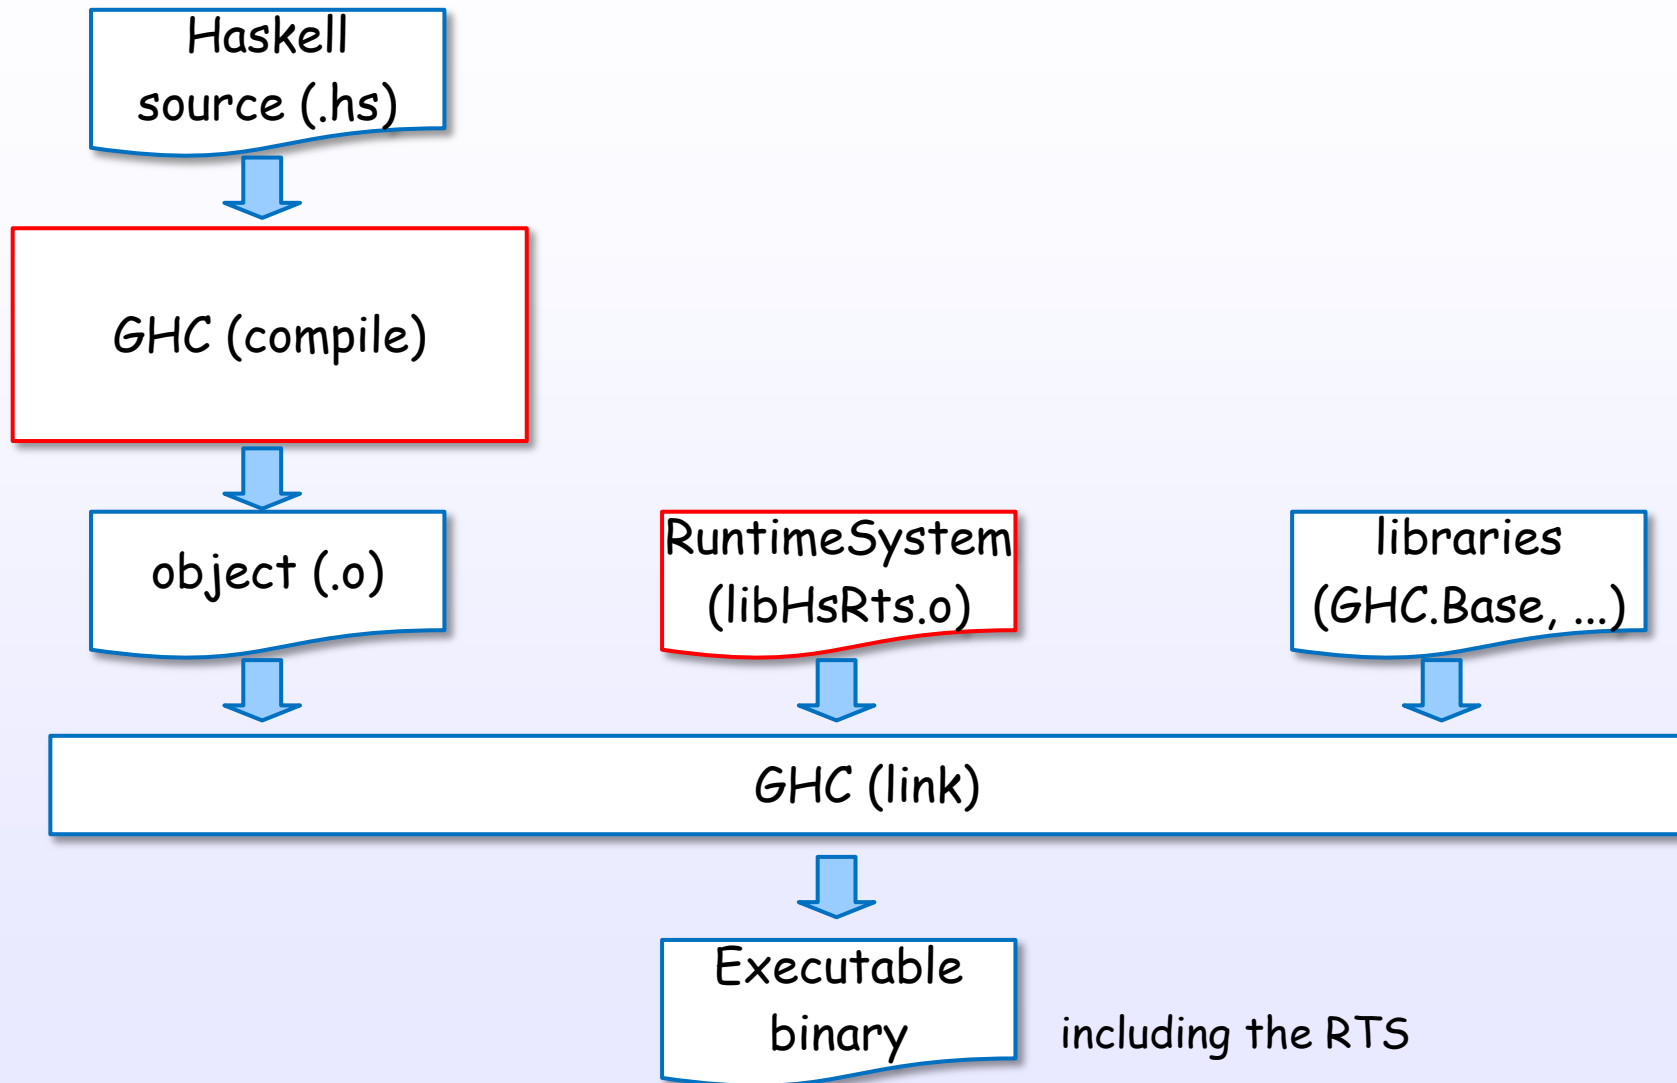 Haskell
source (.hs)
GHC (compile)
object (.o)
RuntimeSystem
(libHsRts.o)
libraries
(GHC.Base, ...)
GHC (link)
Executable
binary
including the RTS